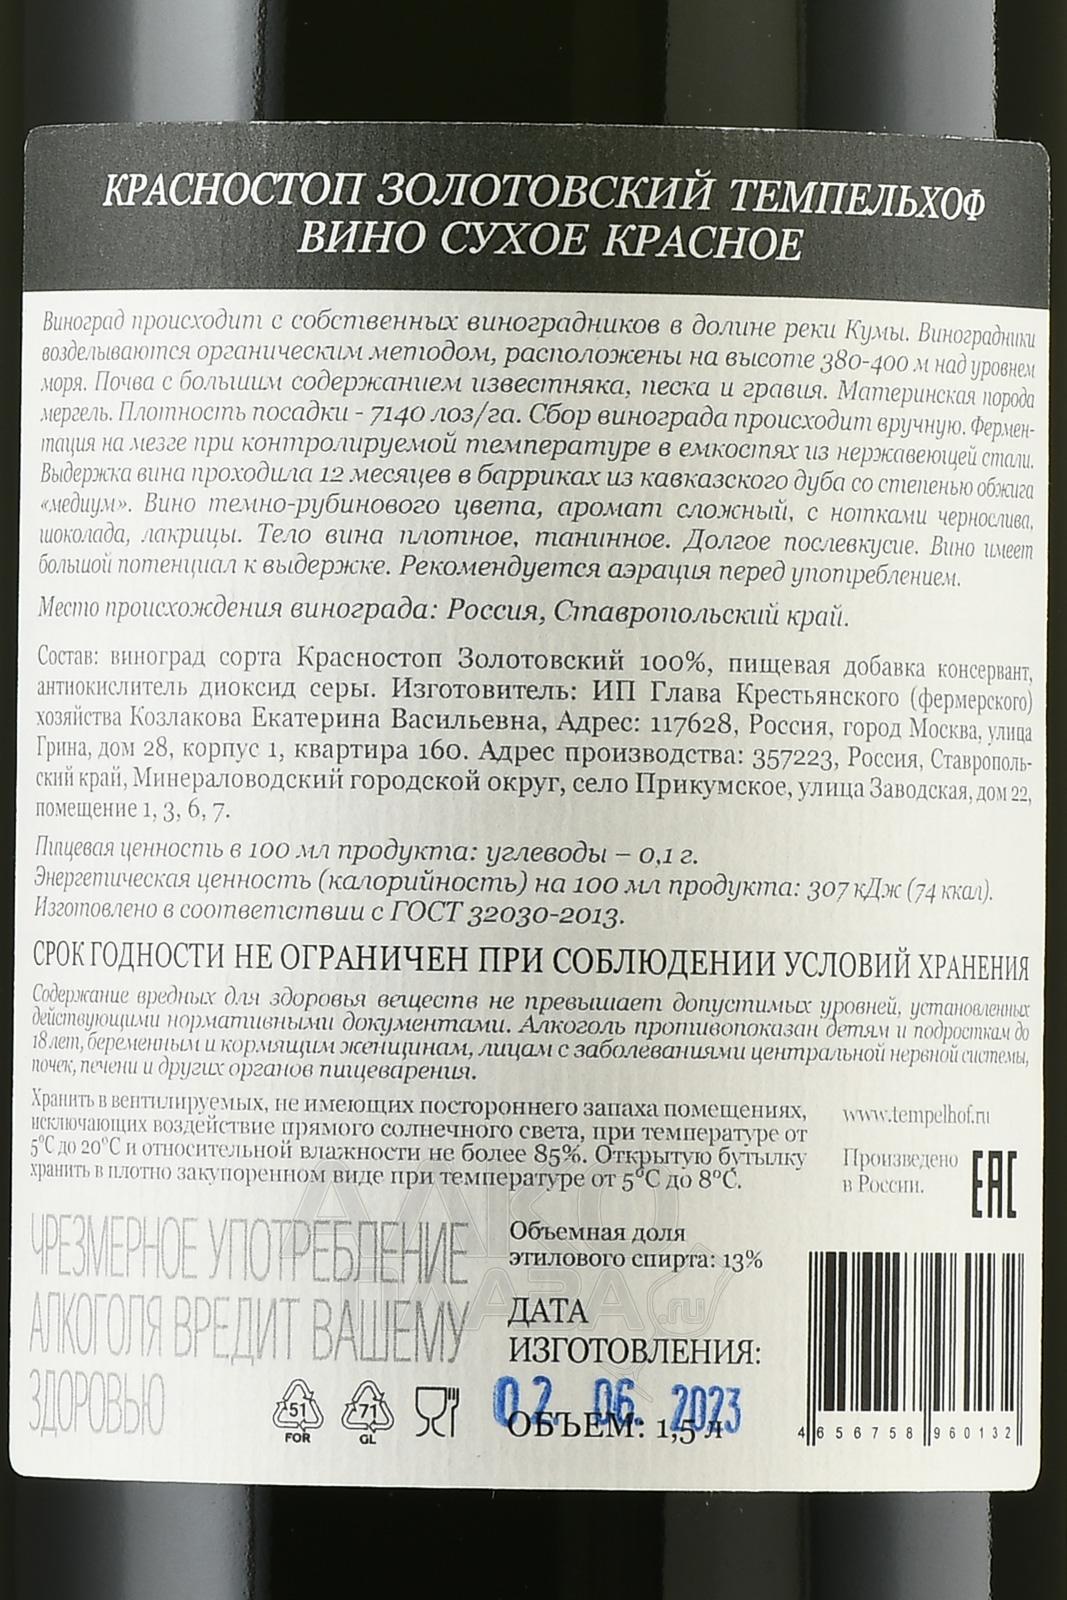 КРАСНОСТОП ЗОЛОТОВСКИЙ ТЕМПЕЛЬХОФ
ВИНО СУХОЕ КРАСНОЕ
Виноград происходит с собственных виноградников в долине реки Кумы. Виноградники
возделываются органическим методом, расположены на высоте 380-400 м над уровнем
моря. Почва с большим содержанием известняка, песка и гравия. Материнская порода
мергель. Плотность посадки - 7140 лоз/га. Сбор винограда происходит вручную. Фермен-
тация на мезге при контролируемой температуре в емкостях из нержавеющей стали.
Выдержка вина проходила 12 месяцев в барриках из кавказского дуба со степенью обжига
«медиум». Вино темно-рубинового цвета, аромат сложный, с нотками чернослива,
шоколада, лакрицы. Тело вина плотное, танинное. Долгое послевкусие. Вино имеет
большой потенциал к выдержке. Рекомендуется аэрация перед употреблением.
Место происхождения винограда: Россия, Ставропольский край.
Состав: виноград сорта Красностоп Золотовский 100%, пищевая добавка консервант,
антиокислитель диоксид серы. Изготовитель: ИП Глава Крестьянского (фермерского)
хозяйства Козлакова Екатерина Васильевна, Адрес: 117628, Россия, город Москва, улица
Грина, дом 28, корпус 1, квартира 160. Адрес производства: 357223, Россия, Ставрополь-
ский край, Минераловодский городской округ, село Прикумское, улица Заводская, дом 22,
помещение 1, 3, 6, 7.
Пищевая ценность в 100 мл продукта: углеводы – 0,1 г.
Энергетическая ценность (калорийность) на 100 мл продукта: 307 кДж (74 ккал).
Изготовлено в соответствии с ГОСТ 32030-2013.
СРОК ГОДНОСТИ НЕ ОГРАНИЧЕН ПРИ СОБЛЮДЕНИИ УСЛОВИЙ ХРАНЕНИЯ
Содержание вредных для здоровья веществ не превышает допустимых уровней, установленных
действующими нормативными документами. Алкоголь противопоказан детям и подросткам до
18 лет, беременным и кормящим женщинам, лицам с заболеваниями центральной нервной системы,
почек, печени и других органов пищеварения.
Хранить в вентилируемых, не имеющих постороннего запаха помещениях,
исключающих воздействие прямого солнечного света, при температуре от
5°С до 20°С и относительной влажности не более 85%. Открытую бутылку
хранить в плотно закупоренном виде при температуре от 5°С до 8°С.
www.tempelhof.ru
Произведено
в России.
EAC
ЧРЕЗМЕРНОЕ УПОТРЕБЛЕНИЕ
АЛКОГОЛЯ ВРЕДИТ ВАШЕМУ
ЗДОРОВЬЮ
Объемная доля
этилового спирта: 13%
ДАТА
ИЗГОТОВЛЕНИЯ:
02. 06. 2023
ОБЪЕМ: 1,5 л
51
FOR
71
GL
4 656758 960132
АЛКО
ПАЗА.ru